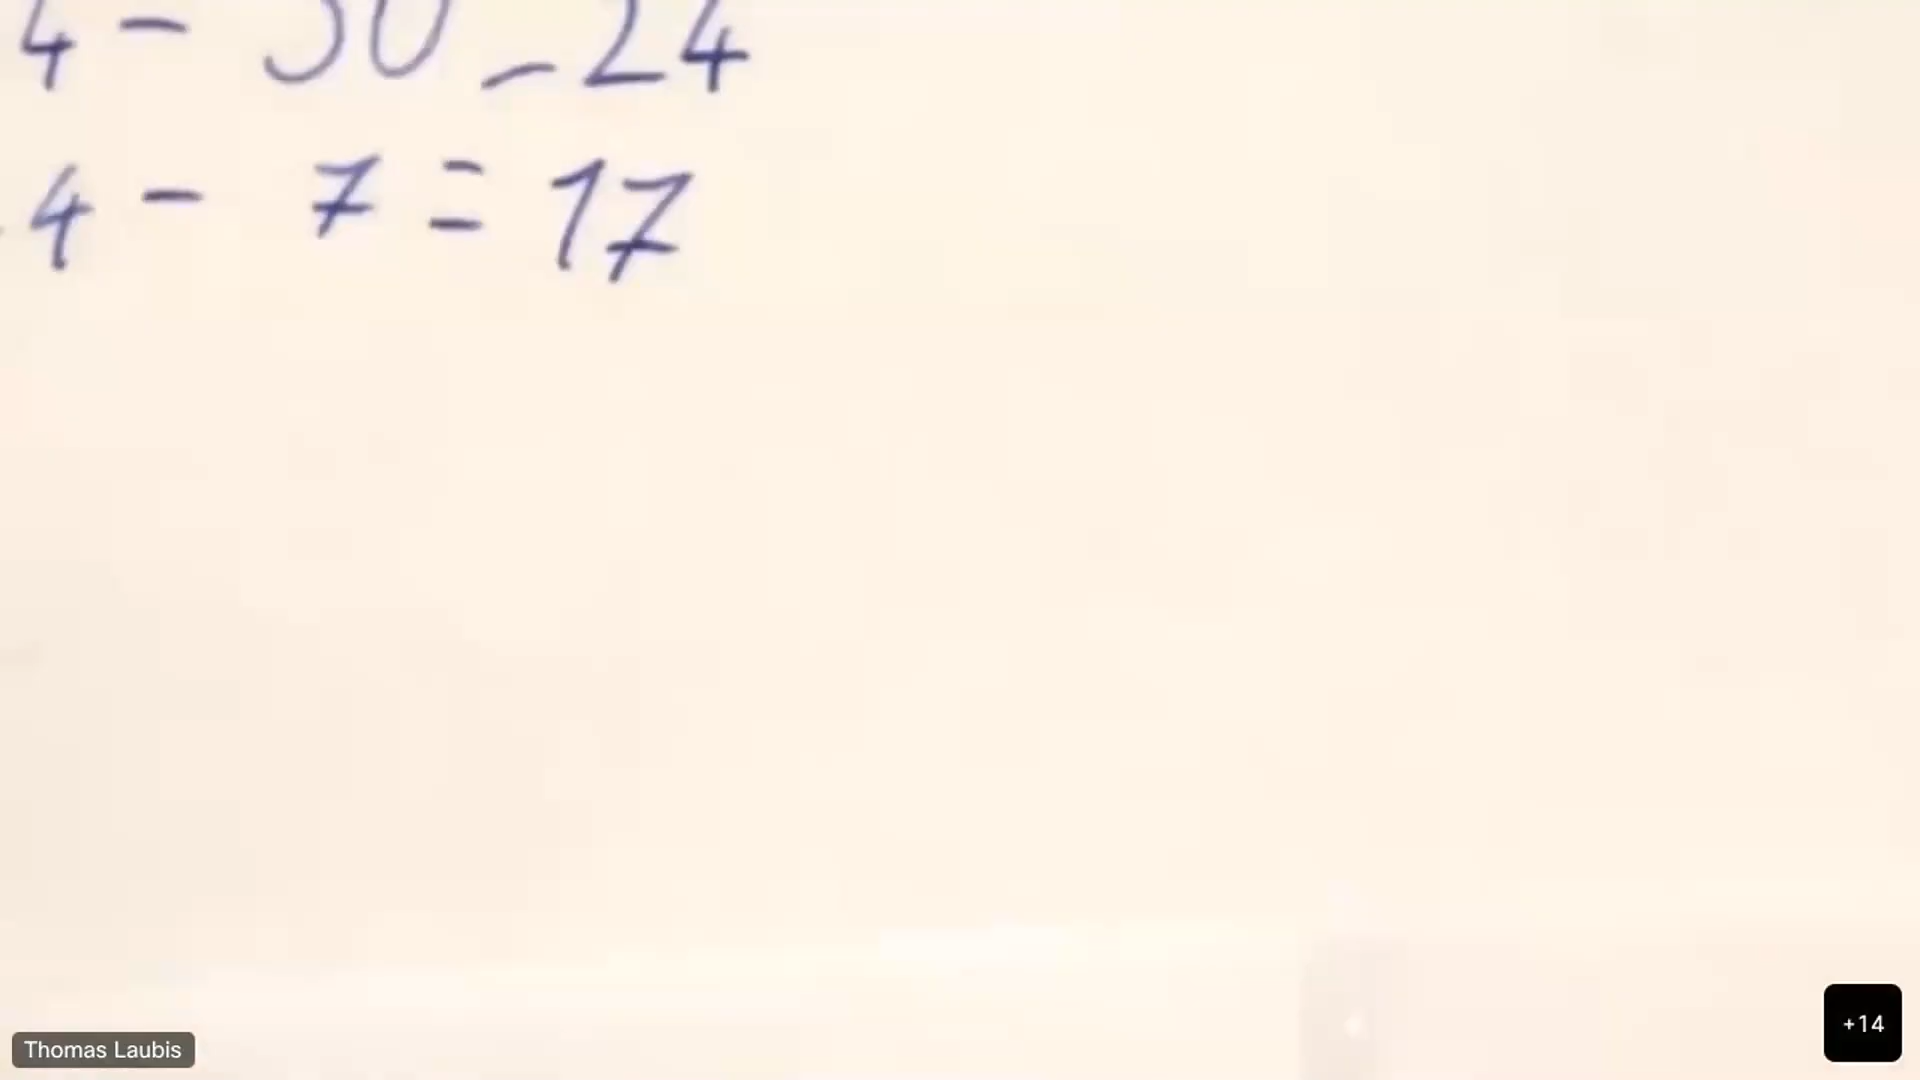 4 - 30 - 24
4 - 7 = 17
Thomas Laubis
+14